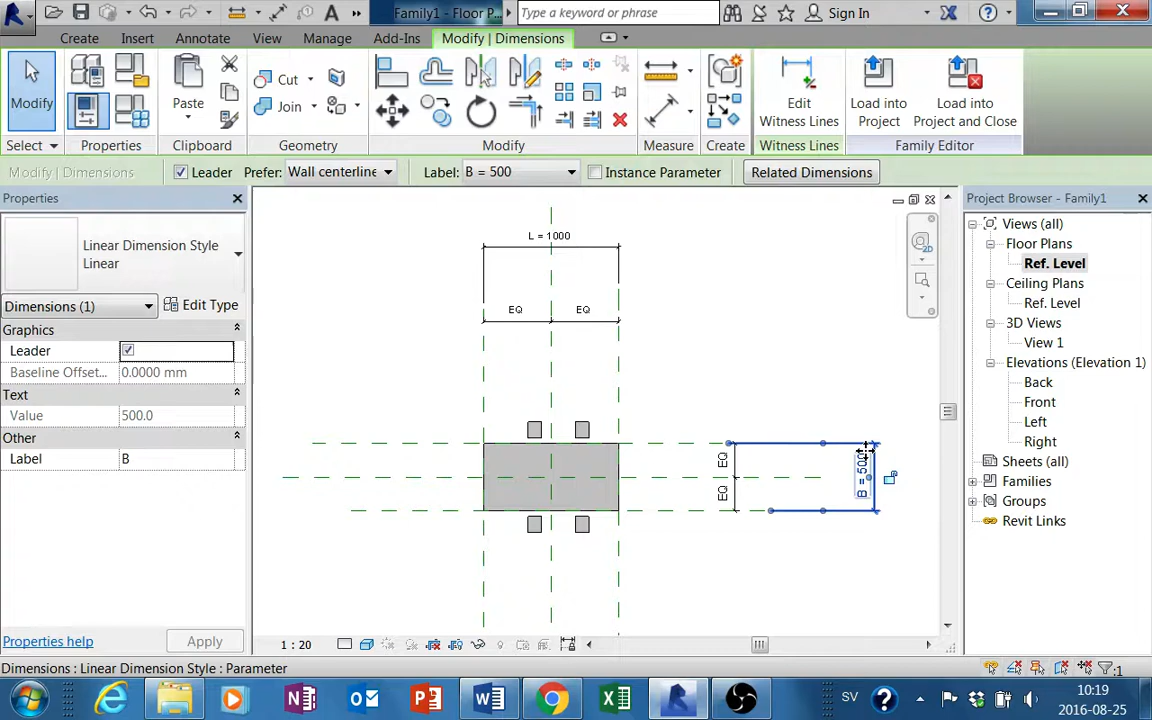 Family1 - Floor P...
Type a keyword or phrase
Sign In
Create
Insert
Annotate
View
Manage
Add-Ins
Modify | Dimensions
Modify
Paste
Cut
Join
Edit
Witness Lines
Load into
Project
Load into
Project and Close
Select
Properties
Clipboard
Geometry
Modify
Measure
Create
Witness Lines
Family Editor
Modify | Dimensions
Leader
Prefer:
Wall centerline
Label:
B = 500
Instance Parameter
Related Dimensions
Properties
Linear Dimension Style
Linear
Dimensions (1)
Edit Type
Graphics
Leader
Baseline Offset...
0.0000 mm
Text
Value
500.0
Other
Label
B
Properties help
Apply
L = 1000
EQ
EQ
EQ
EQ
B = 500
2D
1 : 20
Project Browser - Family1
Views (all)
Floor Plans
Ref. Level
Ceiling Plans
Ref. Level
3D Views
View 1
Elevations (Elevation 1)
Back
Front
Left
Right
Sheets (all)
Families
Groups
Revit Links
Dimensions : Linear Dimension Style : Parameter
:1
SV
10:19
2016-08-25